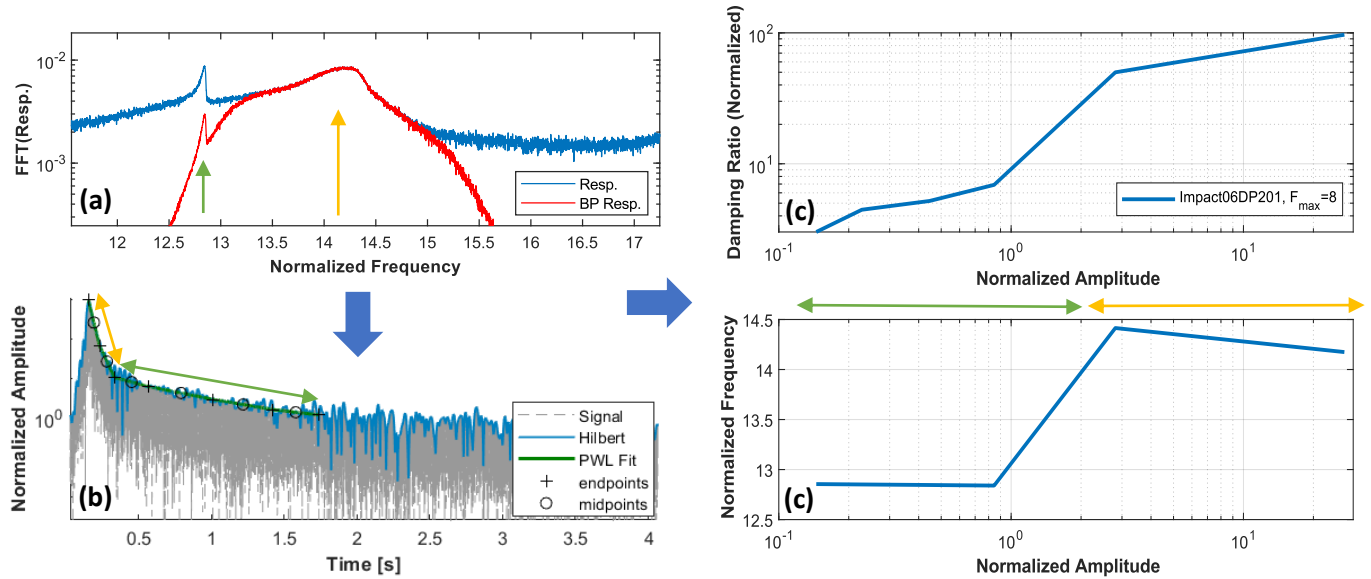 FFT(Resp.)
10^-2
10^-3
(a)
Resp.
BP Resp.
12 12.5 13 13.5 14 14.5 15 15.5 16 16.5 17
Normalized Frequency
Normalized Amplitude
10^0
(b)
Signal
Hilbert
PWL Fit
endpoints
midpoints
0.5 1 1.5 2 2.5 3 3.5 4
Time [s]
Damping Ratio (Normalized)
10^2
10^1
(c)
Impact06DP201, F_max=8
10^-1 10^0 10^1
Normalized Amplitude
Normalized Frequency
14.5
14
13.5
13
12.5
(c)
10^-1 10^0 10^1
Normalized Amplitude